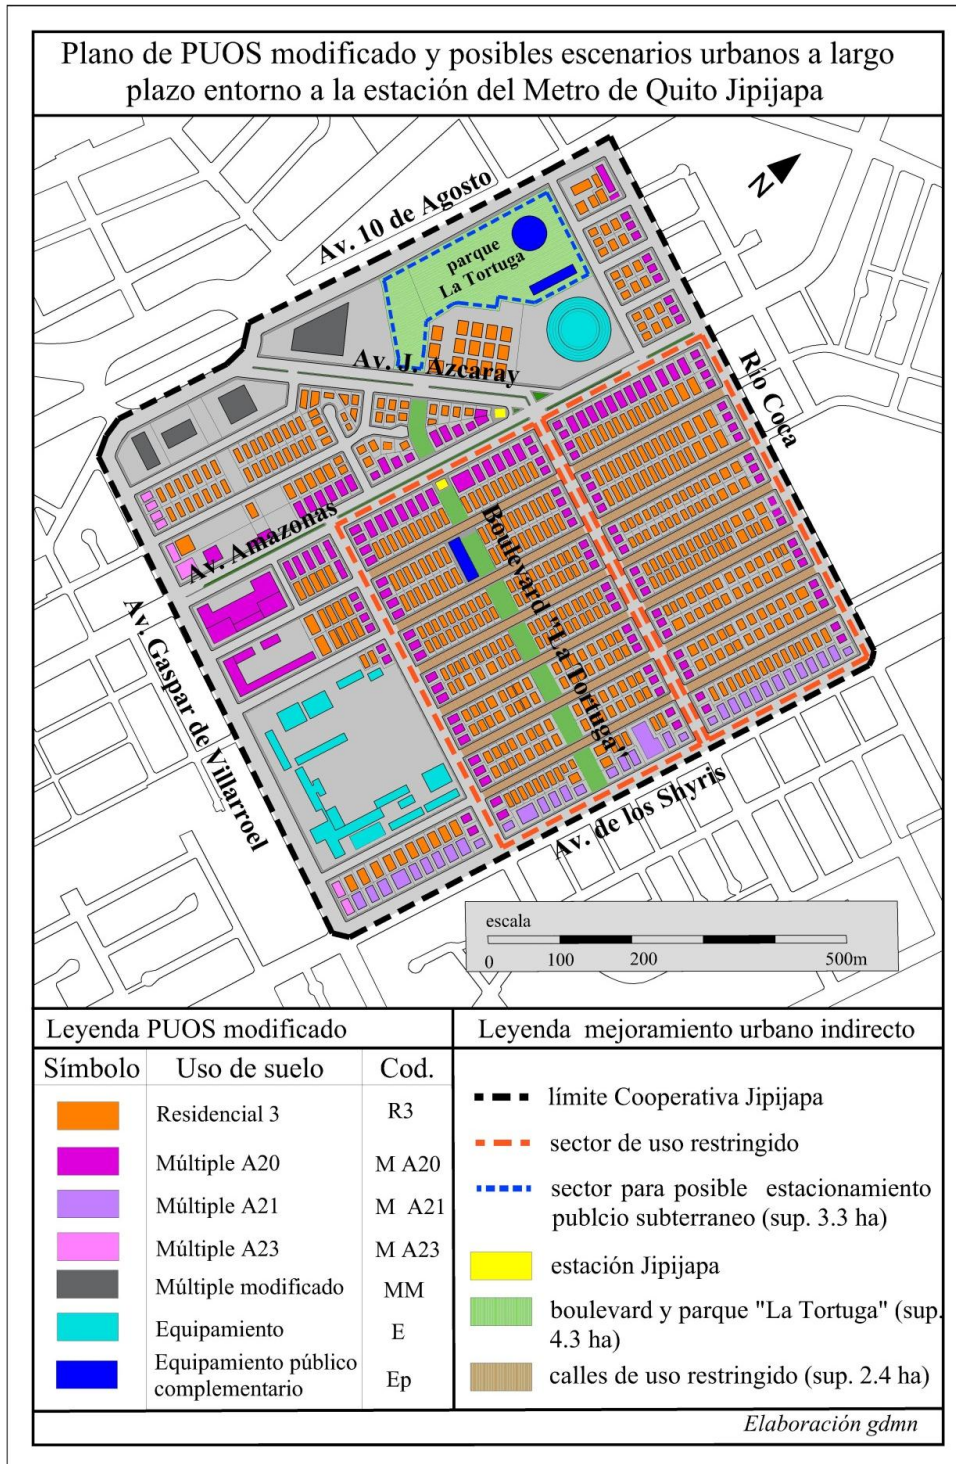 Plano de PUOS modificado y posibles escenarios urbanos a largo
plazo entorno a la estación del Metro de Quito Jipijapa
Av. 10 de Agosto
N
parque
La Tortuga
Av. J. Azcaray
Río Coca
Av. Amazonas
Boulevard "La Tortuga"
Av. Gaspar de Villarroel
Av. de los Shyris
escala
0 100 200 500m
Leyenda PUOS modificado
Símbolo Uso de suelo Cod.
Residencial 3 R3
Múltiple A20 M A20
Múltiple A21 M A21
Múltiple A23 M A23
Múltiple modificado MM
Equipamiento E
Equipamiento público
complementario Ep
Leyenda mejoramiento urbano indirecto
límite Cooperativa Jipijapa
sector de uso restringido
sector para posible estacionamiento
publcio subterraneo (sup. 3.3 ha)
estación Jipijapa
boulevard y parque "La Tortuga" (sup.
4.3 ha)
calles de uso restringido (sup. 2.4 ha)
Elaboración gdmn